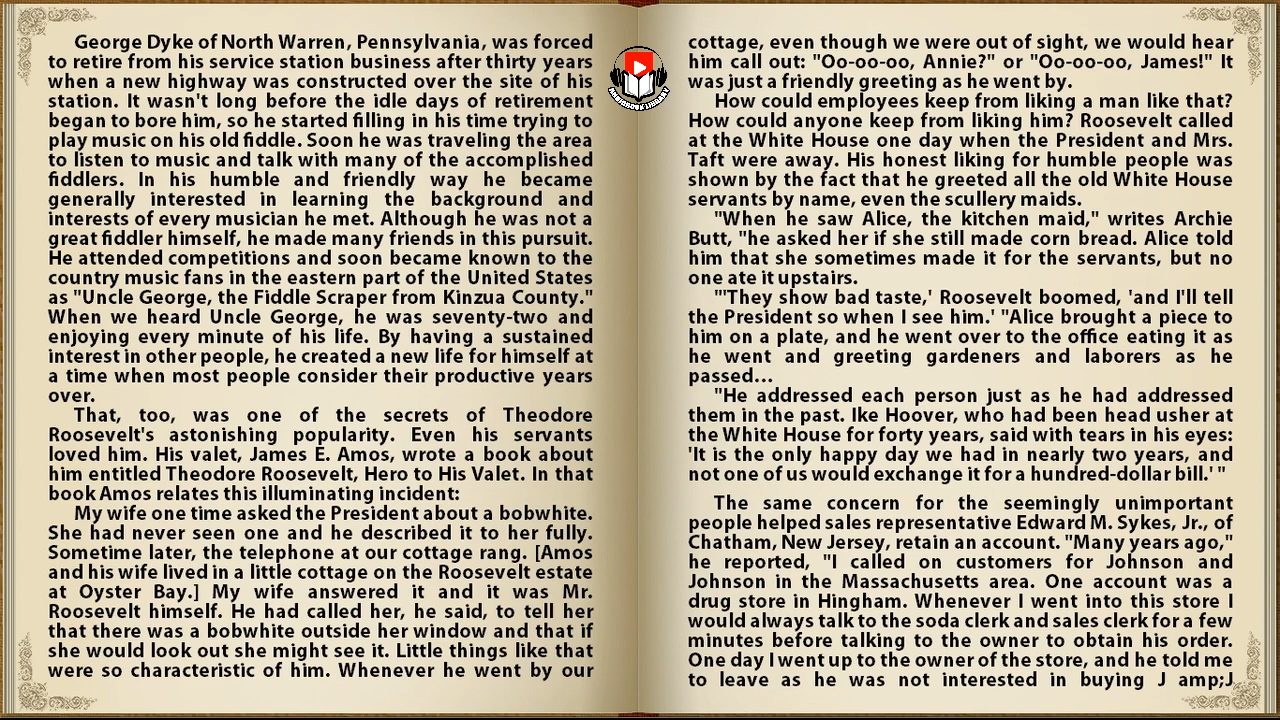 George Dyke of North Warren, Pennsylvania, was forced
to retire from his service station business after thirty years
when a new highway was constructed over the site of his
station. It wasn't long before the idle days of retirement
began to bore him, so he started filling in his time trying to
play music on his old fiddle. Soon he was traveling the area
to listen to music and talk with many of the accomplished
fiddlers. In his humble and friendly way he became
generally interested in learning the background and
interests of every musician he met. Although he was not a
great fiddler himself, he made many friends in this pursuit.
He attended competitions and soon became known to the
country music fans in the eastern part of the United States
as "Uncle George, the Fiddle Scraper from Kinzua County."
When we heard Uncle George, he was seventy-two and
enjoying every minute of his life. By having a sustained
interest in other people, he created a new life for himself at
a time when most people consider their productive years
over.
That, too, was one of the secrets of Theodore
Roosevelt's astonishing popularity. Even his servants
loved him. His valet, James E. Amos, wrote a book about
him entitled Theodore Roosevelt, Hero to His Valet. In that
book Amos relates this illuminating incident:
My wife one time asked the President about a bobwhite.
She had never seen one and he described it to her fully.
Sometime later, the telephone at our cottage rang. [Amos
and his wife lived in a little cottage on the Roosevelt estate
at Oyster Bay.] My wife answered it and it was Mr.
Roosevelt himself. He had called her, he said, to tell her
that there was a bobwhite outside her window and that if
she would look out she might see it. Little things like that
were so characteristic of him. Whenever he went by our
cottage, even though we were out of sight, we would hear
him call out: "Oo-oo-oo, Annie?" or "Oo-oo-oo, James!" It
was just a friendly greeting as he went by.
How could employees keep from liking a man like that?
How could anyone keep from liking him? Roosevelt called
at the White House one day when the President and Mrs.
Taft were away. His honest liking for humble people was
shown by the fact that he greeted all the old White House
servants by name, even the scullery maids.
"When he saw Alice, the kitchen maid," writes Archie
Butt, "he asked her if she still made corn bread. Alice told
him that she sometimes made it for the servants, but no
one ate it upstairs.
"'They show bad taste,' Roosevelt boomed, 'and I'll tell
the President so when I see him.' "Alice brought a piece to
him on a plate, and he went over to the office eating it as
he went and greeting gardeners and laborers as he
passed...
"He addressed each person just as he had addressed
them in the past. Ike Hoover, who had been head usher at
the White House for forty years, said with tears in his eyes:
'It is the only happy day we had in nearly two years, and
not one of us would exchange it for a hundred-dollar bill.' "
The same concern for the seemingly unimportant
people helped sales representative Edward M. Sykes, Jr., of
Chatham, New Jersey, retain an account. "Many years ago,"
he reported, "I called on customers for Johnson and
Johnson in the Massachusetts area. One account was a
drug store in Hingham. Whenever I went into this store I
would always talk to the soda clerk and sales clerk for a few
minutes before talking to the owner to obtain his order.
One day I went up to the owner of the store, and he told me
to leave as he was not interested in buying J amp;J